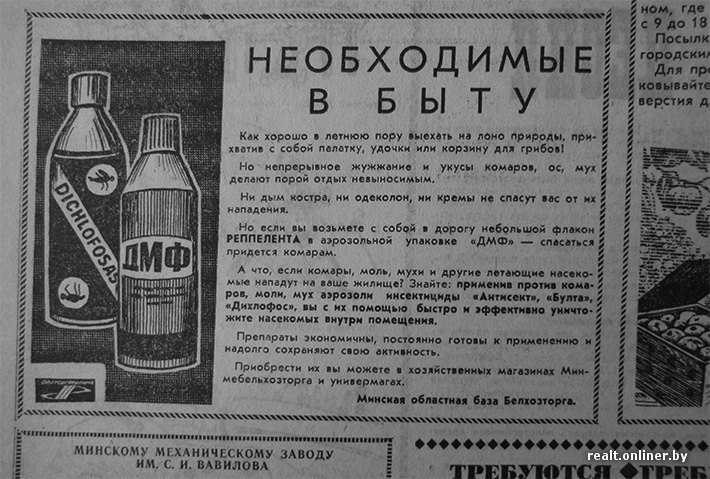 НЕОБХОДИМЫЕ
В БЫТУ
Как хорошо в летнюю пору выехать на лоно природы, при-
хватив с собой палатку, удочки или корзину для грибов!
Но непрерывное жужжание и укусы комаров, ос, мух
делают порой отдых невыносимым.
Ни дым костра, ни одеколон, ни кремы не спасут вас от их
нападения.
Но если вы возьмете с собой в дорогу небольшой флакон
РЕППЕЛЕНТА в аэрозольной упаковке «ДМФ» — спасаться
придется комарам.
А что, если комары, моль, мухи и другие летающие насеко-
мые нападут на ваше жилище? Знайте: применив против кома-
ров, моли, мух аэрозоли инсектициды «Антисект», «Булта»,
«Дихлофос», вы с их помощью быстро и эффективно уничто-
жите насекомых внутри помещения.
Препараты экономичны, постоянно готовы к применению и
надолго сохраняют свою активность.
Приобрести их вы можете в хозяйственных магазинах Мин-
мебельхозторга и универмагах.
Минская областная база Белхозторга.
DICHLOFOSAS
ДМФ
ном, где
с 9 до 18
Посылк
городским
Для пре
ковывайте
верстия д
МИНСКОМУ МЕХАНИЧЕСКОМУ ЗАВОДУ
ИМ. С. И. ВАВИЛОВА
ТРЕБУЮТСЯ ◆ ТРЕБ
realt.onliner.by